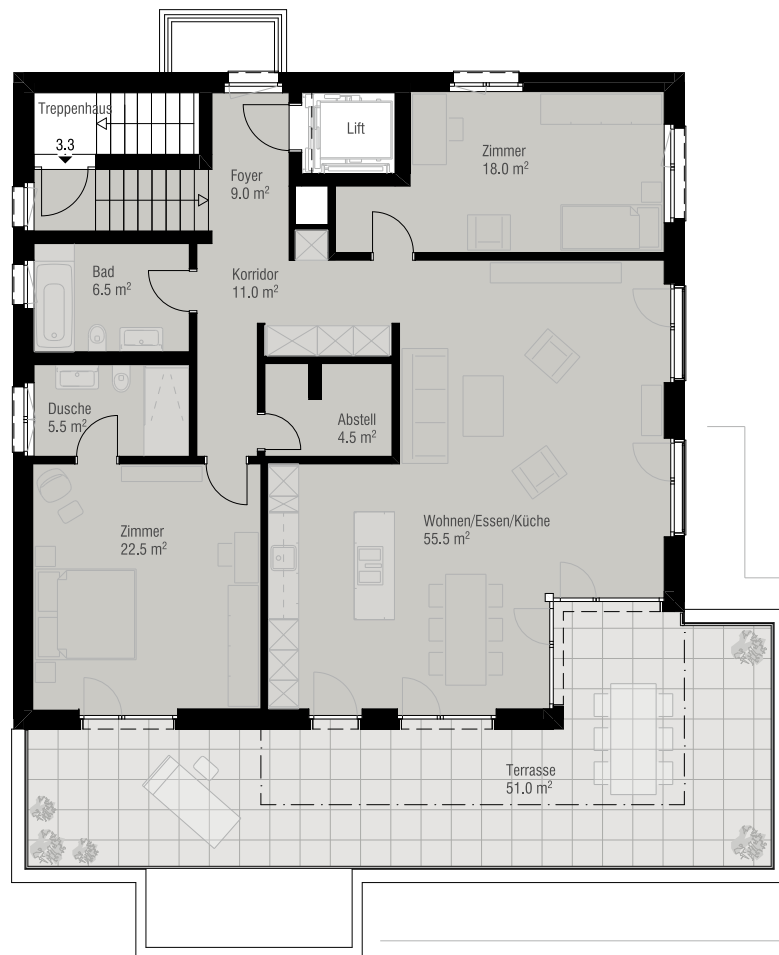 Treppenhaus
3.3
Lift
Foyer
9.0 m²
Zimmer
18.0 m²
Bad
6.5 m²
Korridor
11.0 m²
Dusche
5.5 m²
Abstell
4.5 m²
Zimmer
22.5 m²
Wohnen/Essen/Küche
55.5 m²
Terrasse
51.0 m²